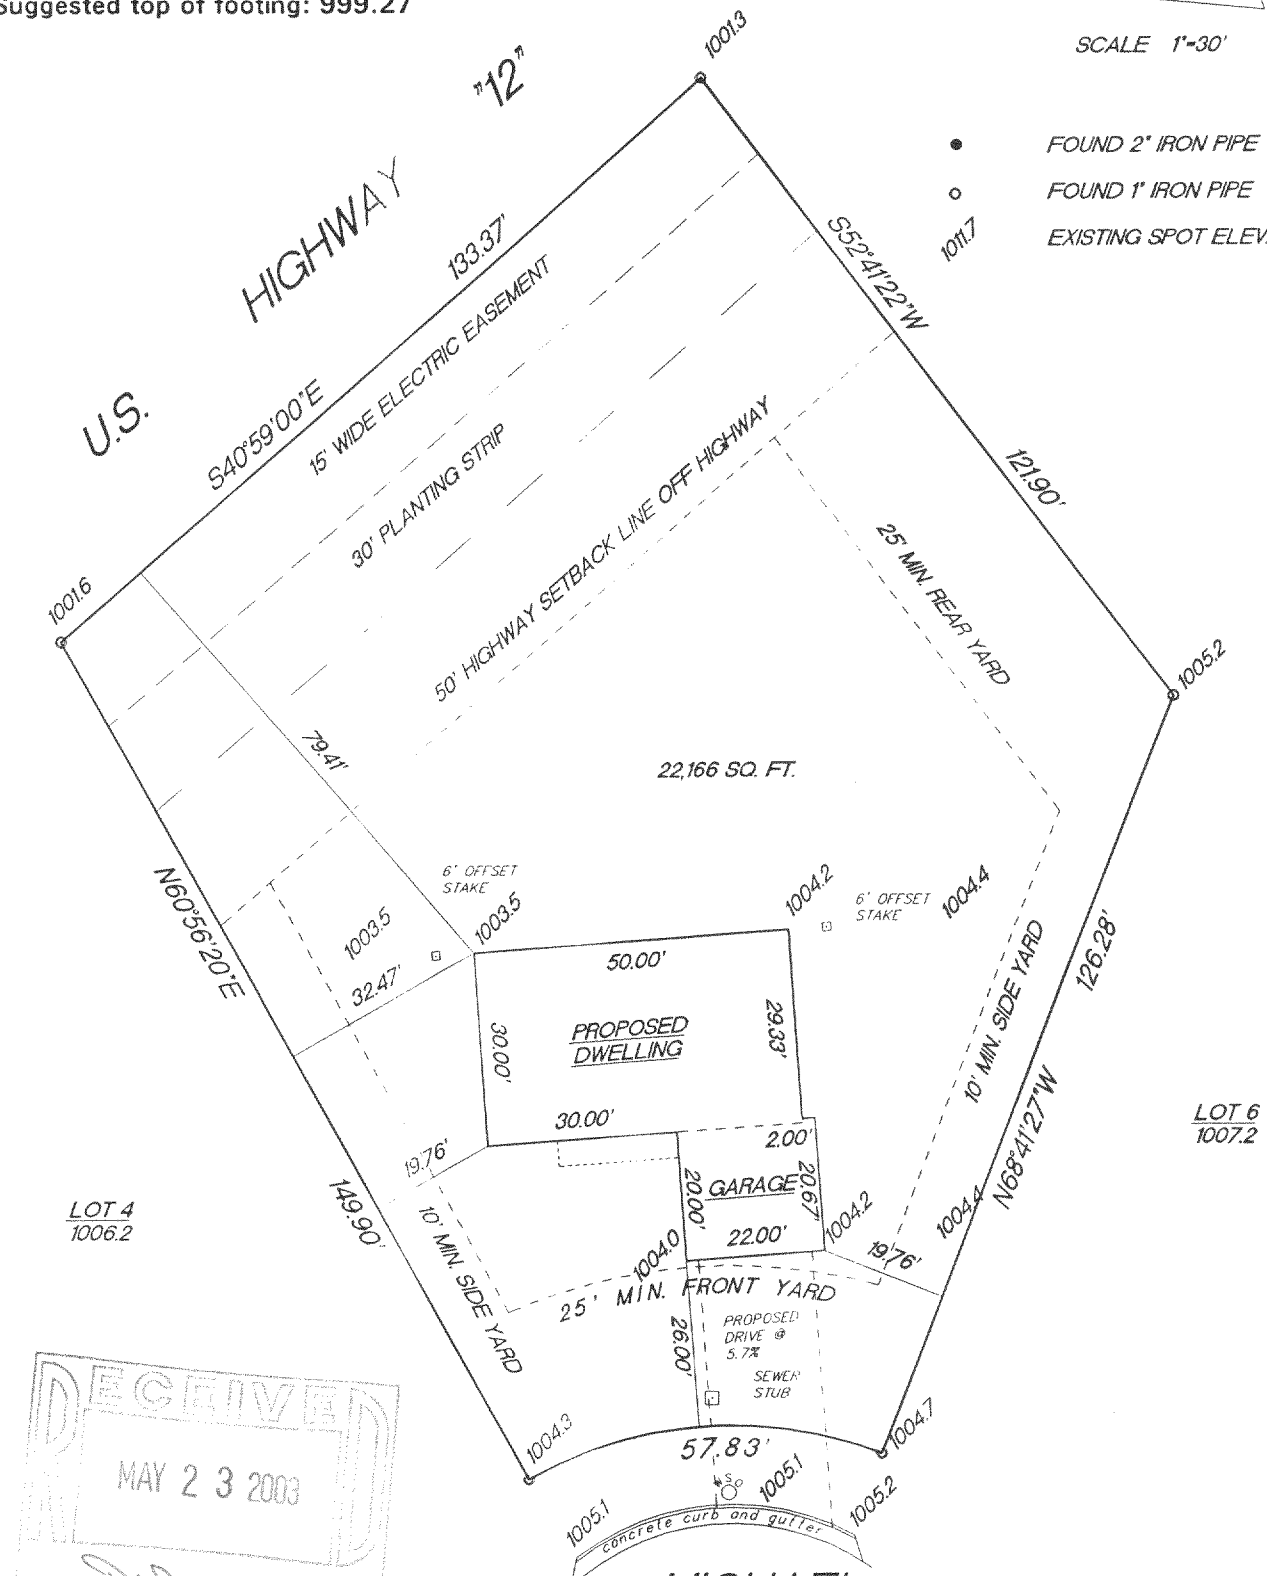 Suggested top of footing: 999.27
SCALE 1"=30'
FOUND 2" IRON PIPE
FOUND 1" IRON PIPE
1011.7
EXISTING SPOT ELEV.
U.S. HIGHWAY "12"
1001.3
133.37'
S40°59'00"E
15' WIDE ELECTRIC EASEMENT
30' PLANTING STRIP
50' HIGHWAY SETBACK LINE OFF HIGHWAY
S52°41'22"W
121.90'
25' MIN. REAR YARD
1001.6
1005.2
79.41'
22,166 SQ. FT.
6' OFFSET
STAKE
1003.5
1003.5
32.47'
1004.2
6' OFFSET
STAKE
1004.4
N60°56'20"E
149.90'
50.00'
PROPOSED
DWELLING
30.00'
29.33'
30.00'
2.00'
19.76'
GARAGE
20.00'
20.67'
22.00'
1004.0
1004.2
19.76'
1004.4
10' MIN. SIDE YARD
126.28'
N68°41'27"W
LOT 6
1007.2
LOT 4
1006.2
10' MIN. SIDE YARD
25' MIN. FRONT YARD
26.00'
PROPOSED
DRIVE @
5.7%
SEWER
STUB
1004.3
57.83'
1004.7
1005.1
1005.1
1005.2
concrete curb and gutter
RECEIVED
MAY 23 2003